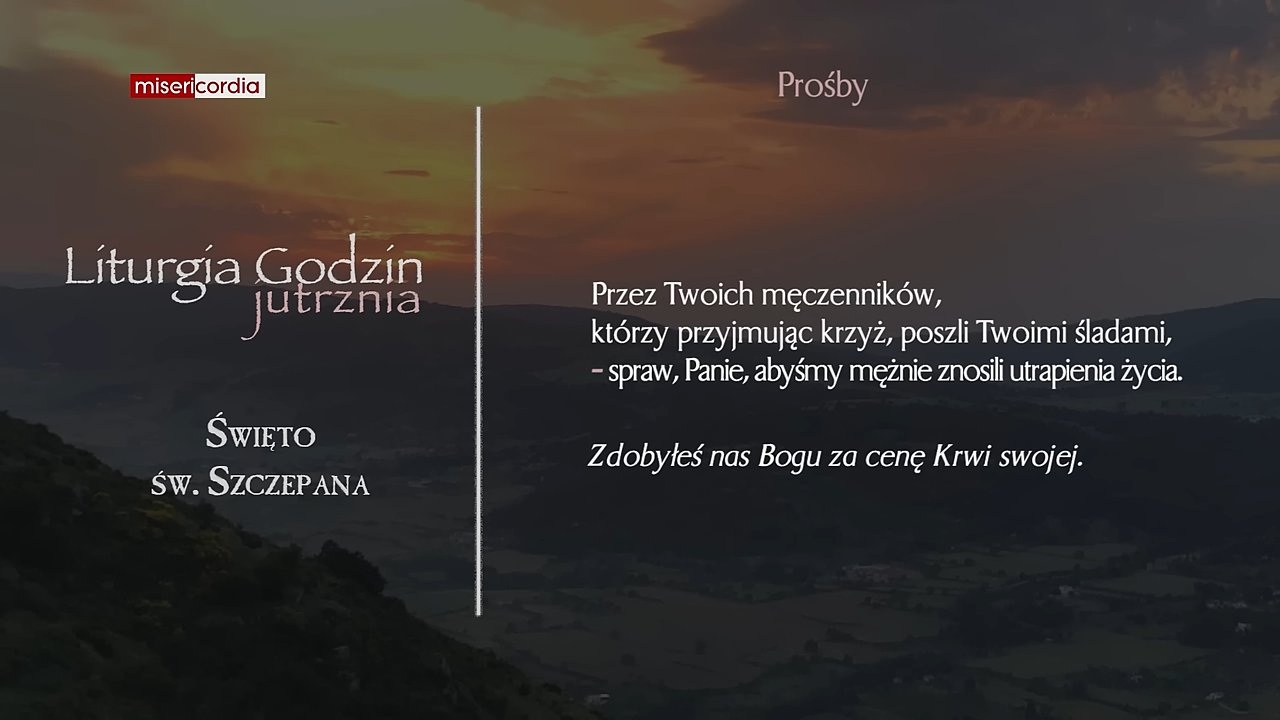 misericordia
Liturgia Godzin
jutrznia
Święto
św. Szczepana
Prośby
Przez Twoich męczenników,
którzy przyjmując krzyż, poszli Twoimi śladami,
- spraw, Panie, abyśmy mężnie znosili utrapienia życia.
Zdobyłeś nas Bogu za cenę Krwi swojej.